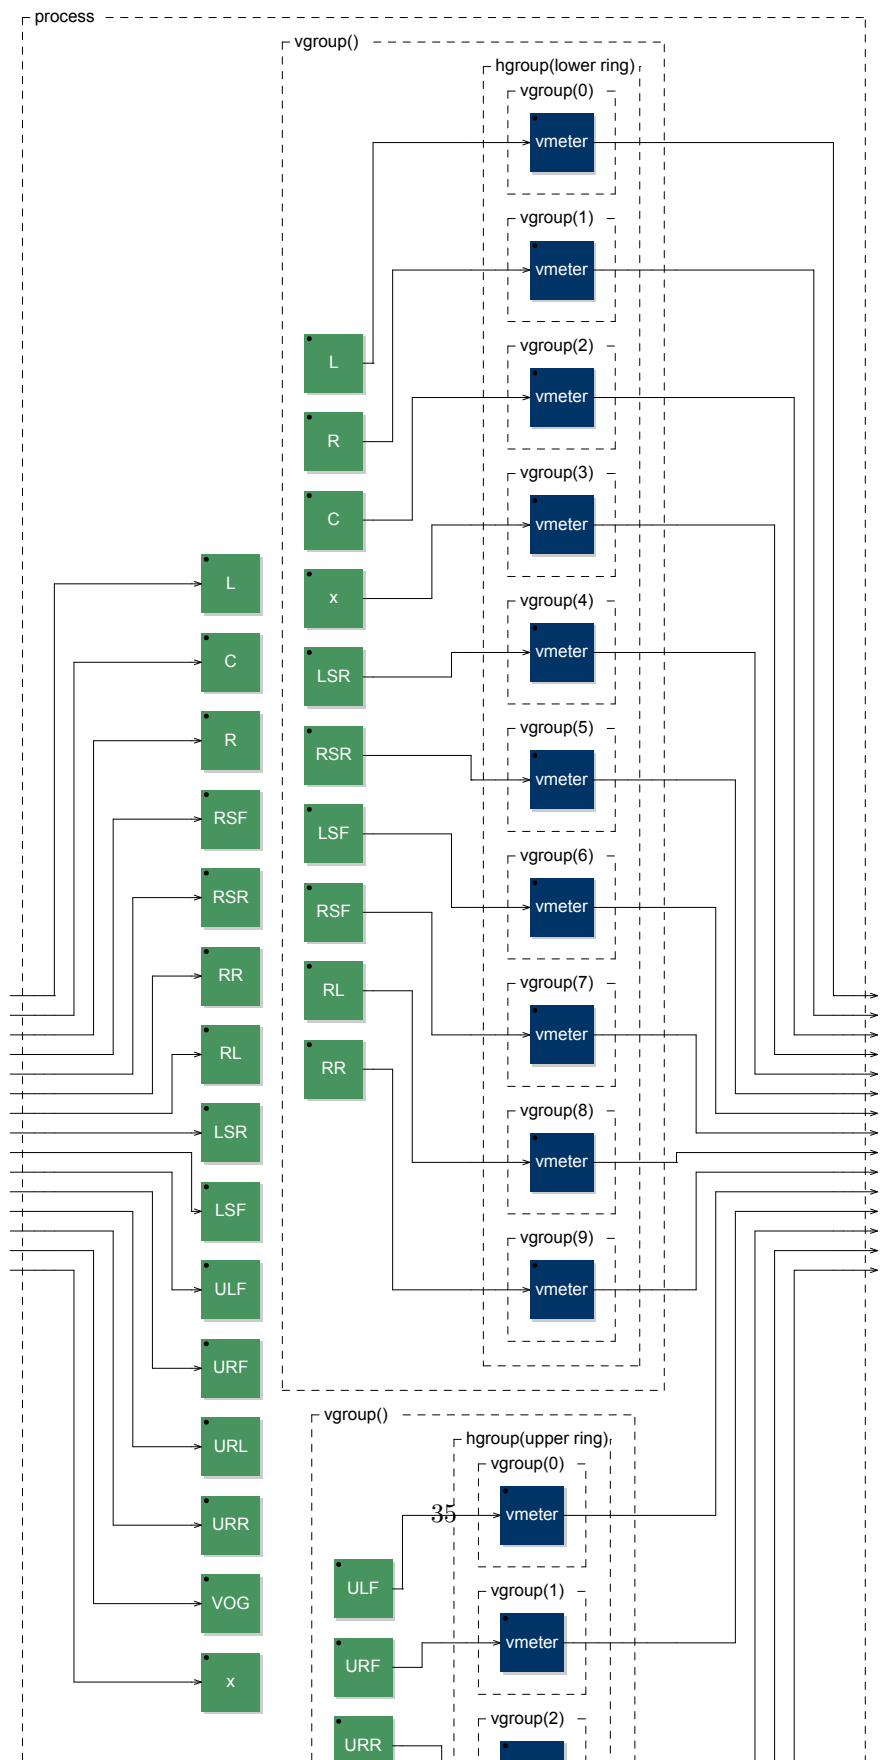 process
vgroup()
hgroup(lower ring)
vgroup(0)
vmeter
vgroup(1)
vmeter
vgroup(2)
vmeter
vgroup(3)
vmeter
vgroup(4)
vmeter
vgroup(5)
vmeter
vgroup(6)
vmeter
vgroup(7)
vmeter
vgroup(8)
vmeter
vgroup(9)
vmeter
L
R
C
x
LSR
RSR
LSF
RSF
RL
RR
L
C
R
RSF
RSR
RR
RL
LSR
LSF
ULF
URF
URL
URR
VOG
x
vgroup()
hgroup(upper ring)
vgroup(0)
vmeter
vgroup(1)
vmeter
vgroup(2)
35
ULF
URF
URR